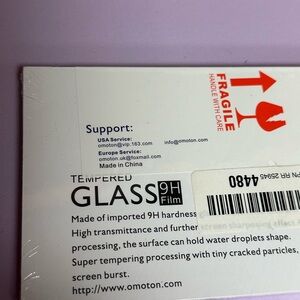 FRAGILE
HANDLE WITH CARE
Support:
USA Service:
omoton@vip.163.com info@omoton.com
Europe Service:
omoton.uk@foxmail.com
Made in China
TEMPERED
GLASS 9H Film
4480
Made of imported 9H hardness
High transmittance and further screen sharpening effect
processing, the surface can hold water droplets shape.
Super tempering processing with tiny cracked particles,
screen burst.
http://www.omoton.com